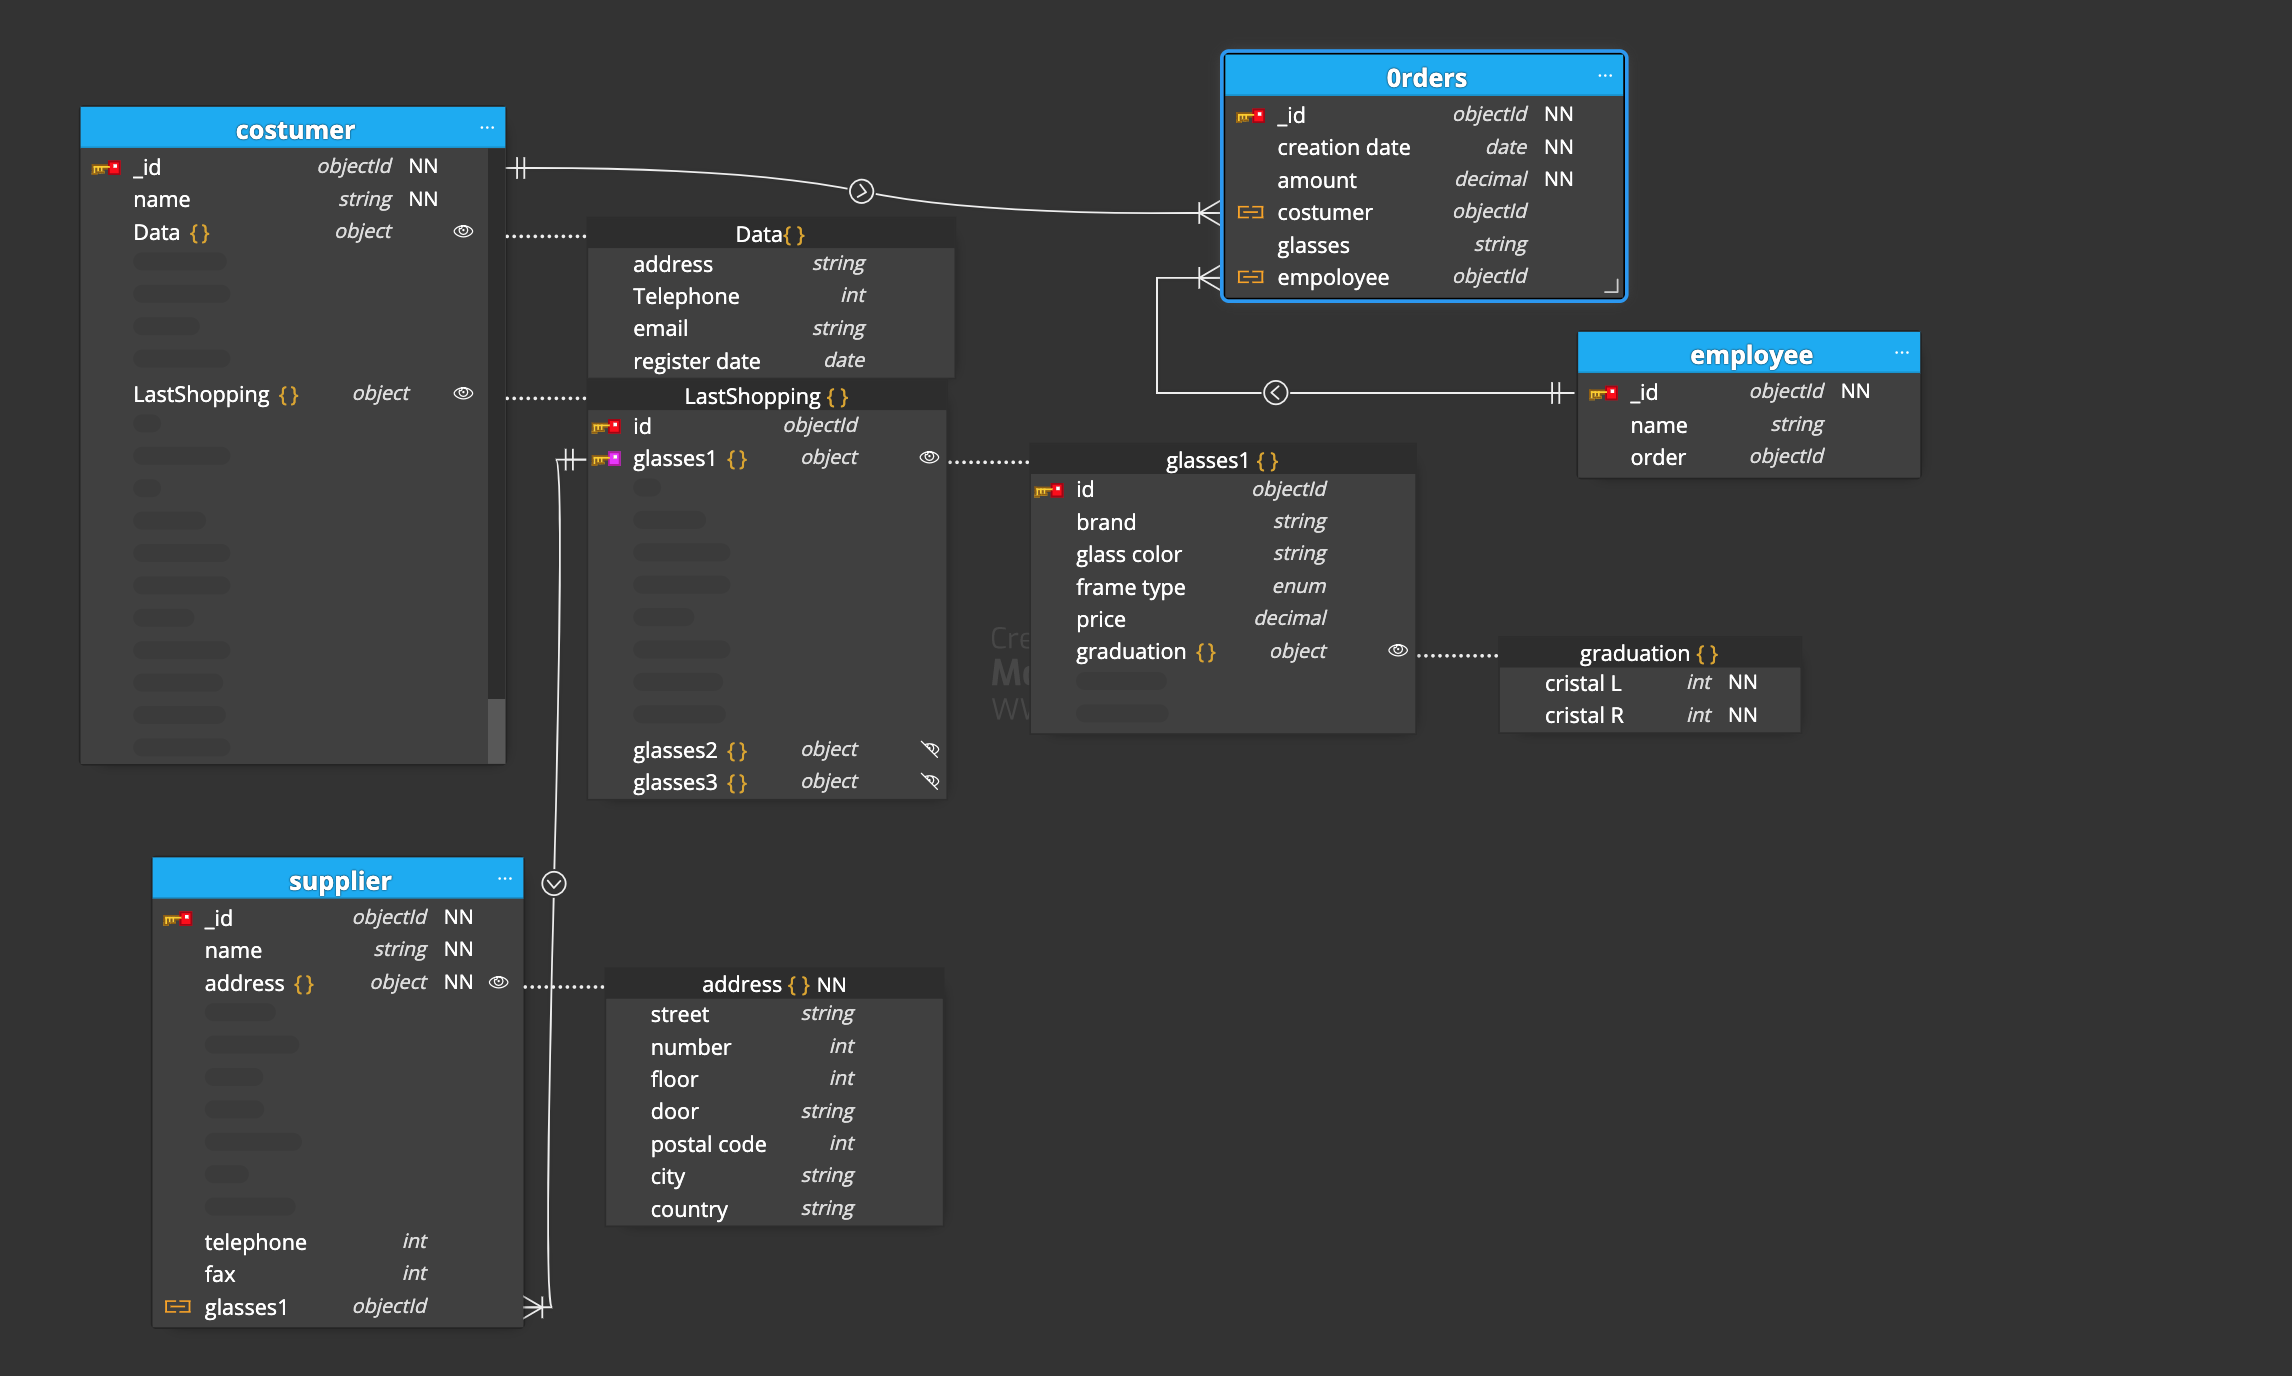 costumer ...
_id objectId NN
name string NN
Data {} object
LastShopping {} object
Data{}
address string
Telephone int
email string
register date date
LastShopping {}
id objectId
glasses1 {} object
glasses2 {} object
glasses3 {} object
glasses1 {}
id objectId
brand string
glass color string
frame type enum
price decimal
graduation {} object
graduation {}
cristal L int NN
cristal R int NN
0rders ...
_id objectId NN
creation date date NN
amount decimal NN
costumer objectId
glasses string
empoloyee objectId
employee ...
_id objectId NN
name string
order objectId
supplier ...
_id objectId NN
name string NN
address {} object NN
telephone int
fax int
glasses1 objectId
address {} NN
street string
number int
floor int
door string
postal code int
city string
country string